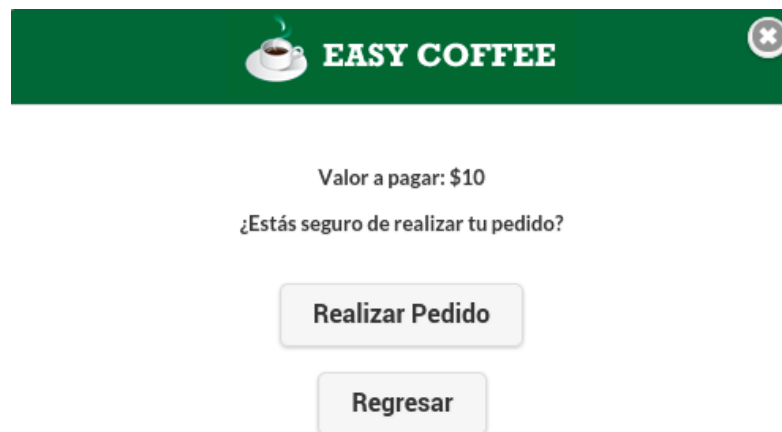 EASY COFFEE
Valor a pagar: $10
¿Estás seguro de realizar tu pedido?
Realizar Pedido
Regresar